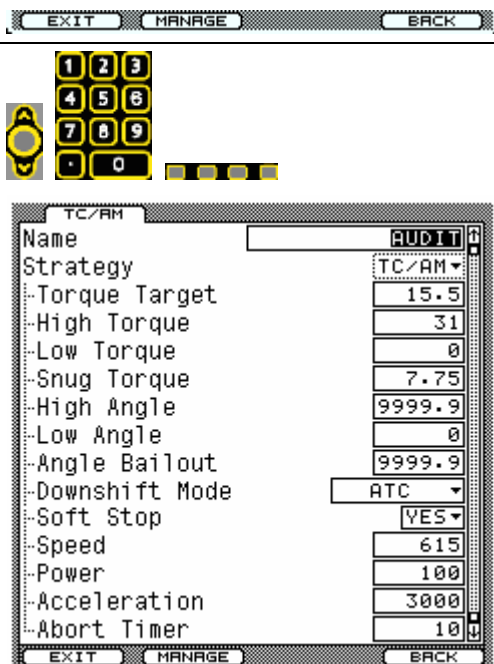 EXIT MANAGE BACK
1 2 3
4 5 6
7 8 9
. 0
TC/AM
Name AUDIT
Strategy TC/AM
Torque Target 15.5
High Torque 31
Low Torque 0
Snug Torque 7.75
High Angle 9999.9
Low Angle 0
Angle Bailout 9999.9
Downshift Mode ATC
Soft Stop YES
Speed 615
Power 100
Acceleration 3000
Abort Timer 10
EXIT MANAGE BACK